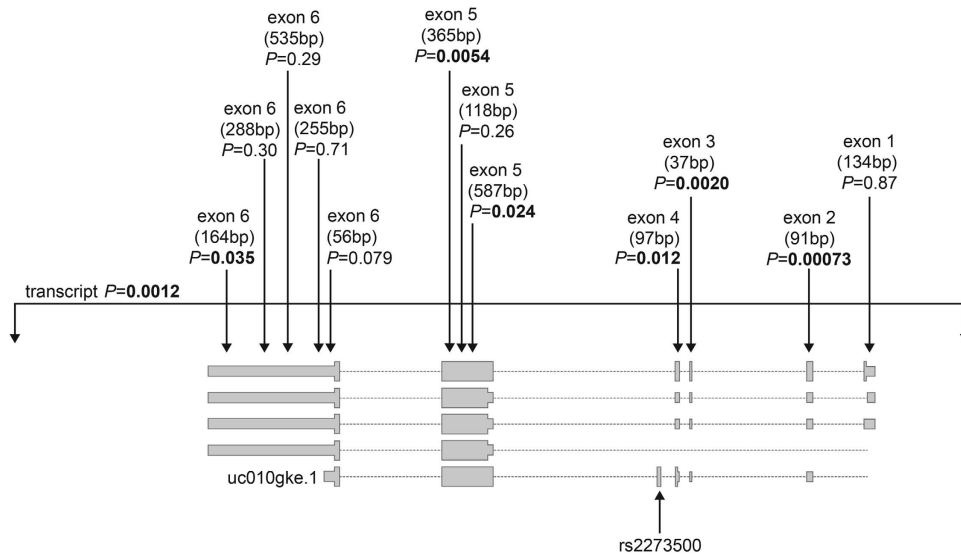 exon 6
(535bp)
P=0.29
exon 5
(365bp)
P=0.0054
exon 6
(288bp)
P=0.30
exon 6
(255bp)
P=0.71
exon 5
(118bp)
P=0.26
exon 3
(37bp)
P=0.0020
exon 1
(134bp)
P=0.87
exon 5
(587bp)
P=0.024
exon 6
(164bp)
P=0.035
exon 6
(56bp)
P=0.079
exon 4
(97bp)
P=0.012
exon 2
(91bp)
P=0.00073
transcript P=0.0012
uc010gke.1
rs2273500